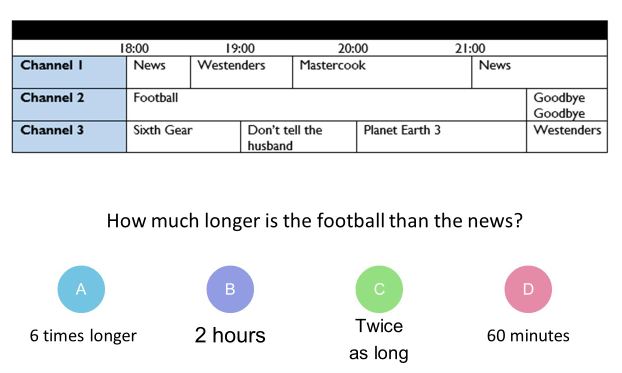 18:00 19:00 20:00 21:00
Channel 1 News Westenders Mastercook News
Channel 2 Football Goodbye
Goodbye
Channel 3 Sixth Gear Don't tell the Planet Earth 3 Westenders
husband
How much longer is the football than the news?
A B C D
6 times longer 2 hours Twice 60 minutes
as long